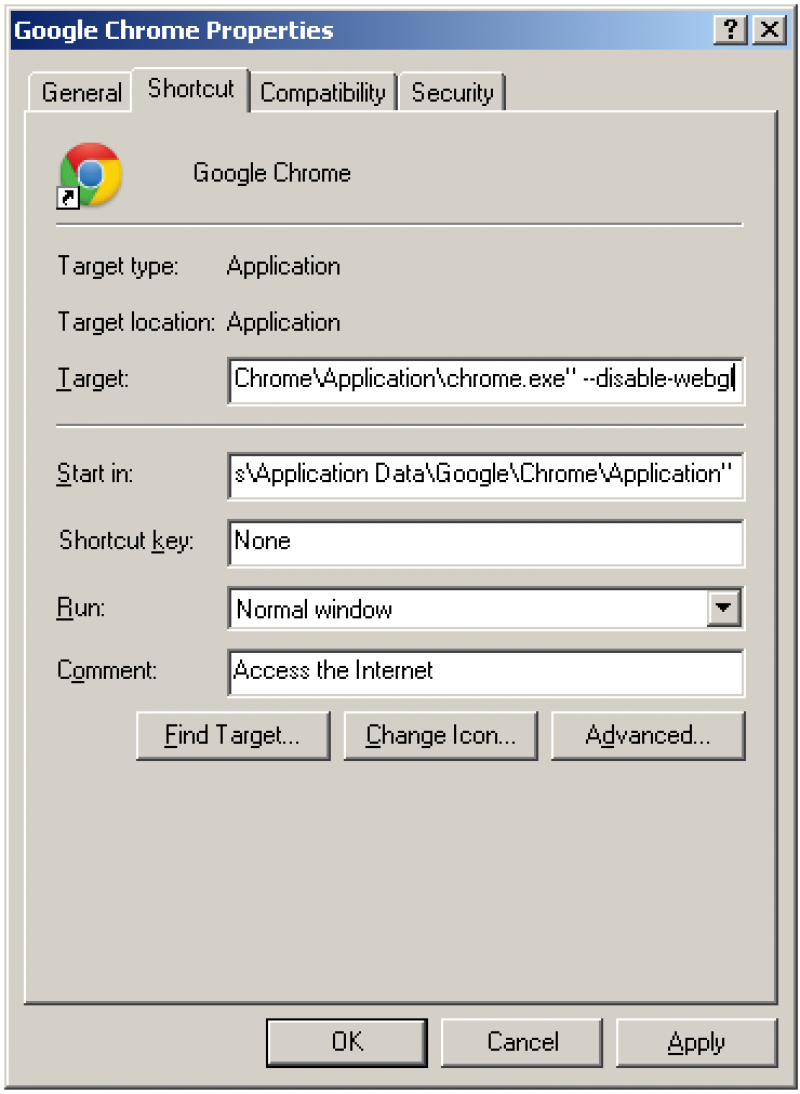 Google Chrome Properties
General Shortcut Compatibility Security
Google Chrome
Target type: Application
Target location: Application
Target: Chrome\Application\chrome.exe" --disable-webgl
Start in: s\Application Data\Google\Chrome\Application"
Shortcut key: None
Run: Normal window
Comment: Access the Internet
Find Target... Change Icon... Advanced...
OK Cancel Apply